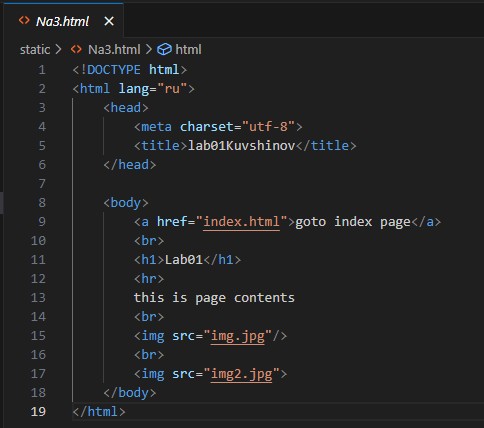 <> Na3.html ×
static > <> Na3.html > html
1 <!DOCTYPE html>
2 <html lang="ru">
3     <head>
4         <meta charset="utf-8">
5         <title>lab01Kuvshinov</title>
6     </head>
7
8     <body>
9         <a href="index.html">goto index page</a>
10         <br>
11         <h1>Lab01</h1>
12         <hr>
13         this is page contents
14         <br>
15         <img src="img.jpg"/>
16         <br>
17         <img src="img2.jpg">
18     </body>
19 </html>